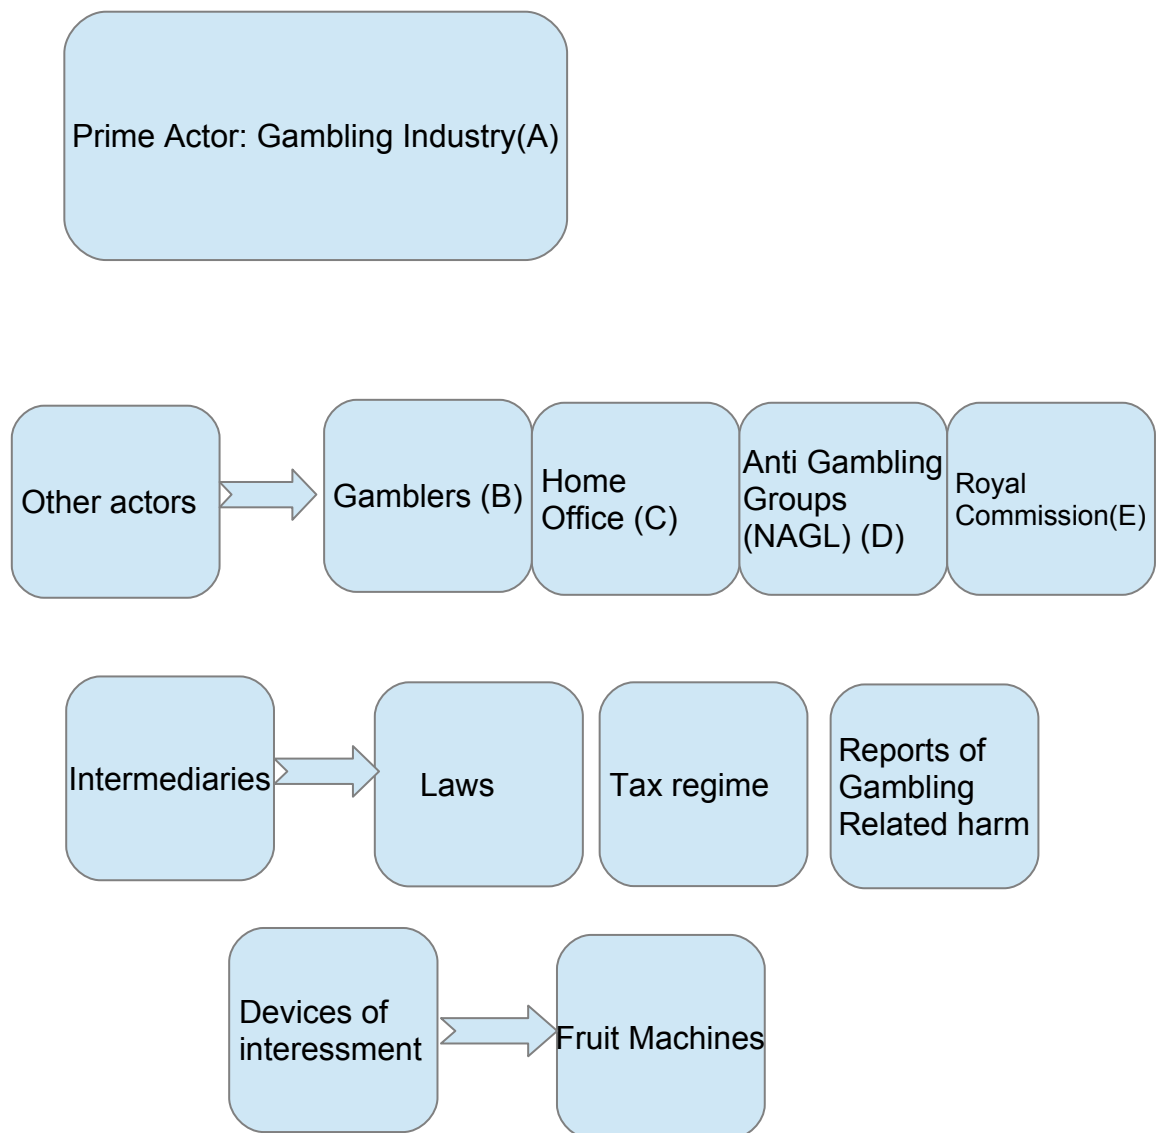 Prime Actor: Gambling Industry(A)
Other actors
Gamblers (B)
Home
Office (C)
Anti Gambling
Groups
(NAGL) (D)
Royal
Commission(E)
Intermediaries
Laws
Tax regime
Reports of
Gambling
Related harm
Devices of
interessment
Fruit Machines